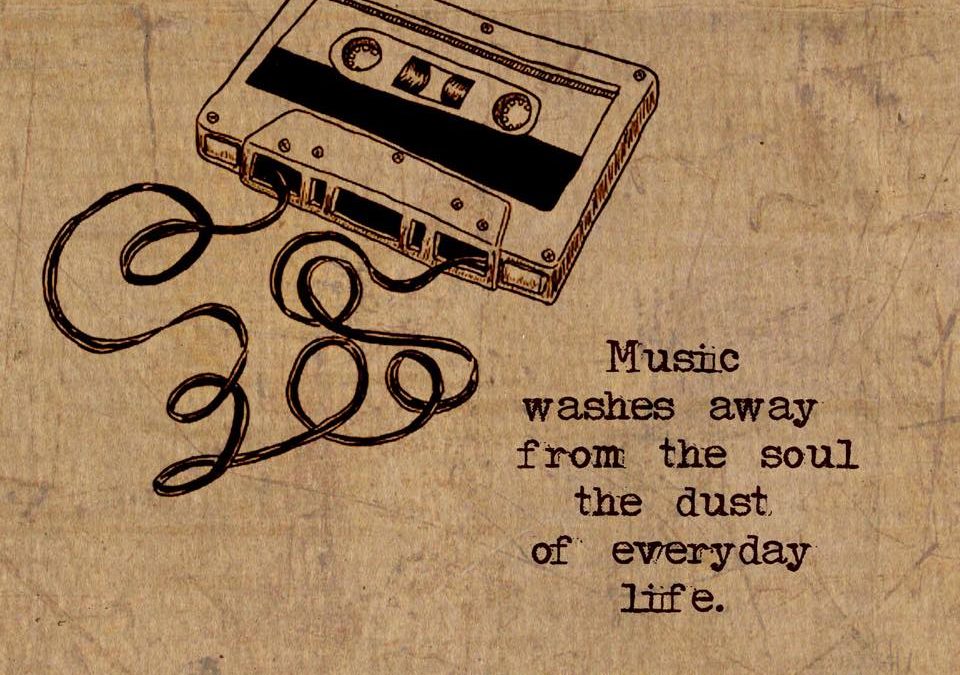 Music
washes away
from the soul
the dust
of everyday
life.